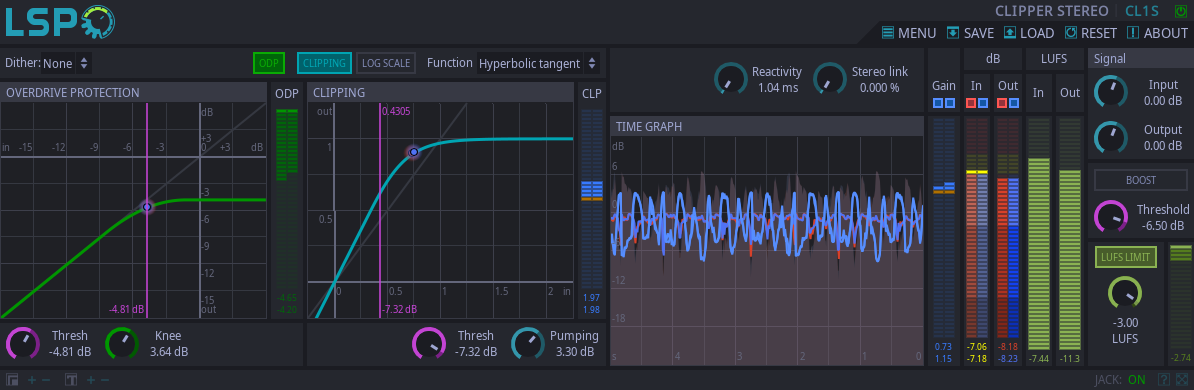 LSP
CLIPPER STEREO CL1S
MENU SAVE LOAD RESET ABOUT
Dither: None
ODP CLIPPING LOG SCALE Function Hyperbolic tangent
Reactivity
1.04 ms
Stereo link
0.000 %
Gain
dB
In Out
LUFS
In Out
Signal
Input
0.00 dB
Output
0.00 dB
BOOST
Threshold
-6.50 dB
LUFS LIMIT
-3.00
LUFS
-2.74
OVERDRIVE PROTECTION
dB
+3
in -15 -12 -9 -6 -3 0 +3 dB
-3
-6
-9
-12
-15
out
-4.81 dB
ODP
-4.65
-4.20
CLIPPING
out 0.4305
1
0.5
0 0.5 1 1.5 2 in
-7.32 dB
CLP
1.97
1.98
TIME GRAPH
dB
6
0
-6
-12
-18
s 4 3 2 1 0
0.73
1.15
-7.06
-7.18
-8.18
-8.23
-7.44
-11.3
Thresh
-4.81 dB
Knee
3.64 dB
Thresh
-7.32 dB
Pumping
3.30 dB
JACK: ON